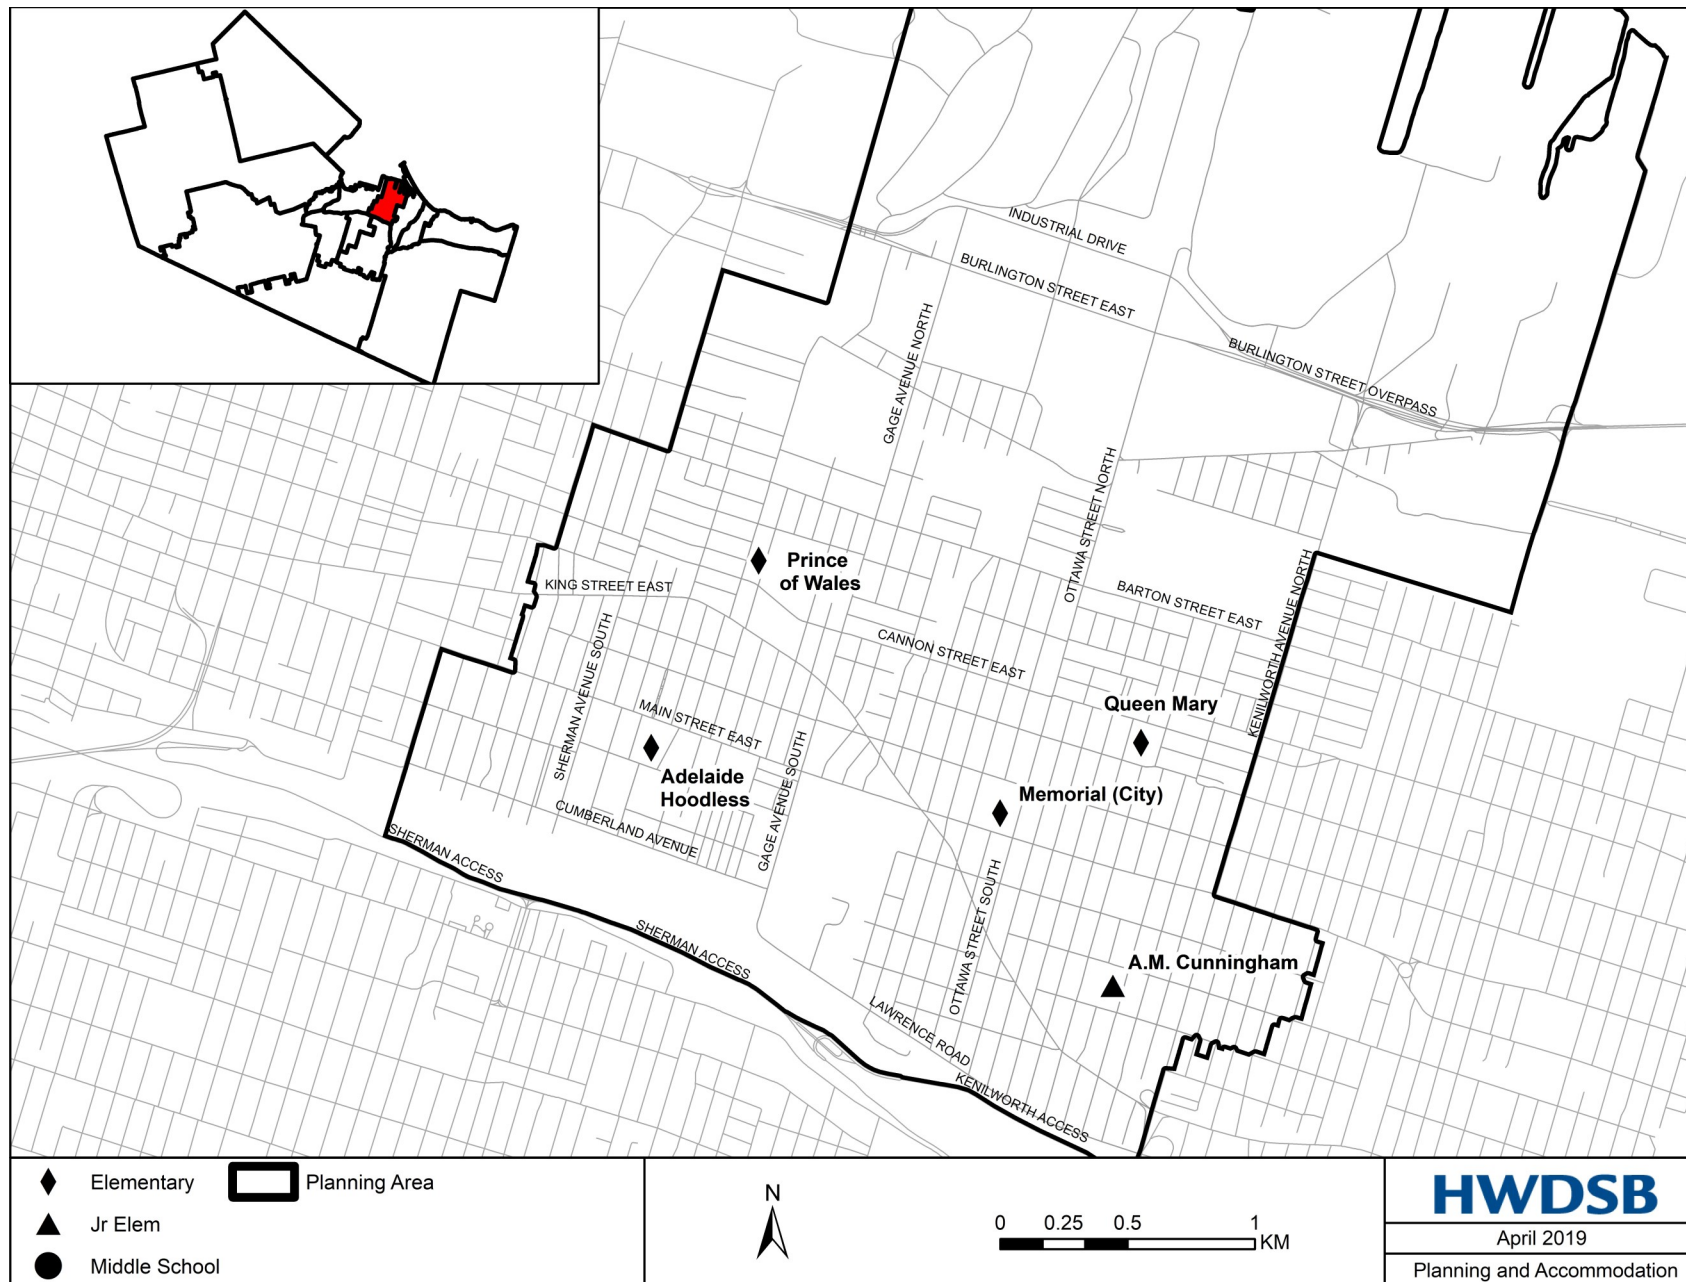 INDUSTRIAL DRIVE
BURLINGTON STREET EAST
GAGE AVENUE NORTH
BURLINGTON STREET OVERPASS
OTTAWA STREET NORTH
Prince
of Wales
KING STREET EAST
BARTON STREET EAST
KENILWORTH AVENUE NORTH
CANNON STREET EAST
SHERMAN AVENUE SOUTH
Queen Mary
MAIN STREET EAST
Adelaide
Hoodless
GAGE AVENUE SOUTH
Memorial (City)
CUMBERLAND AVENUE
SHERMAN ACCESS
OTTAWA STREET SOUTH
SHERMAN ACCESS
A.M. Cunningham
LAWRENCE ROAD
KENILWORTH ACCESS
Elementary
Planning Area
Jr Elem
Middle School
N
0 0.25 0.5 1
KM
HWDSB
April 2019
Planning and Accommodation